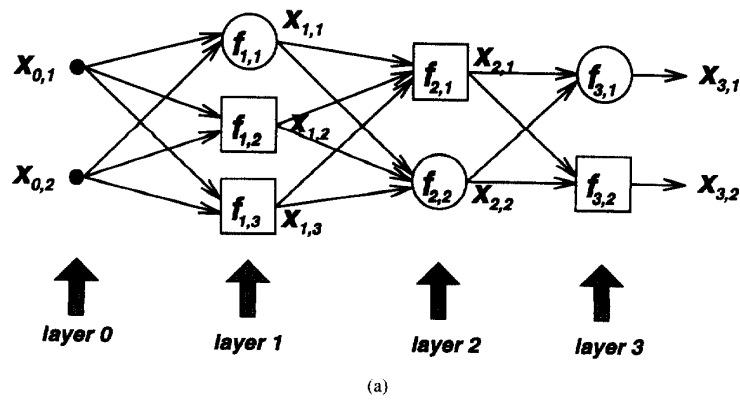 x₁,₁
f₁,₁
x₂,₁
x₀,₁
f₂,₁
f₃,₁
x₃,₁
f₁,₂
x₁,₂
x₀,₂
f₂,₂
x₂,₂
f₃,₂
x₃,₂
f₁,₃
x₁,₃
layer 0
layer 1
layer 2
layer 3
(a)